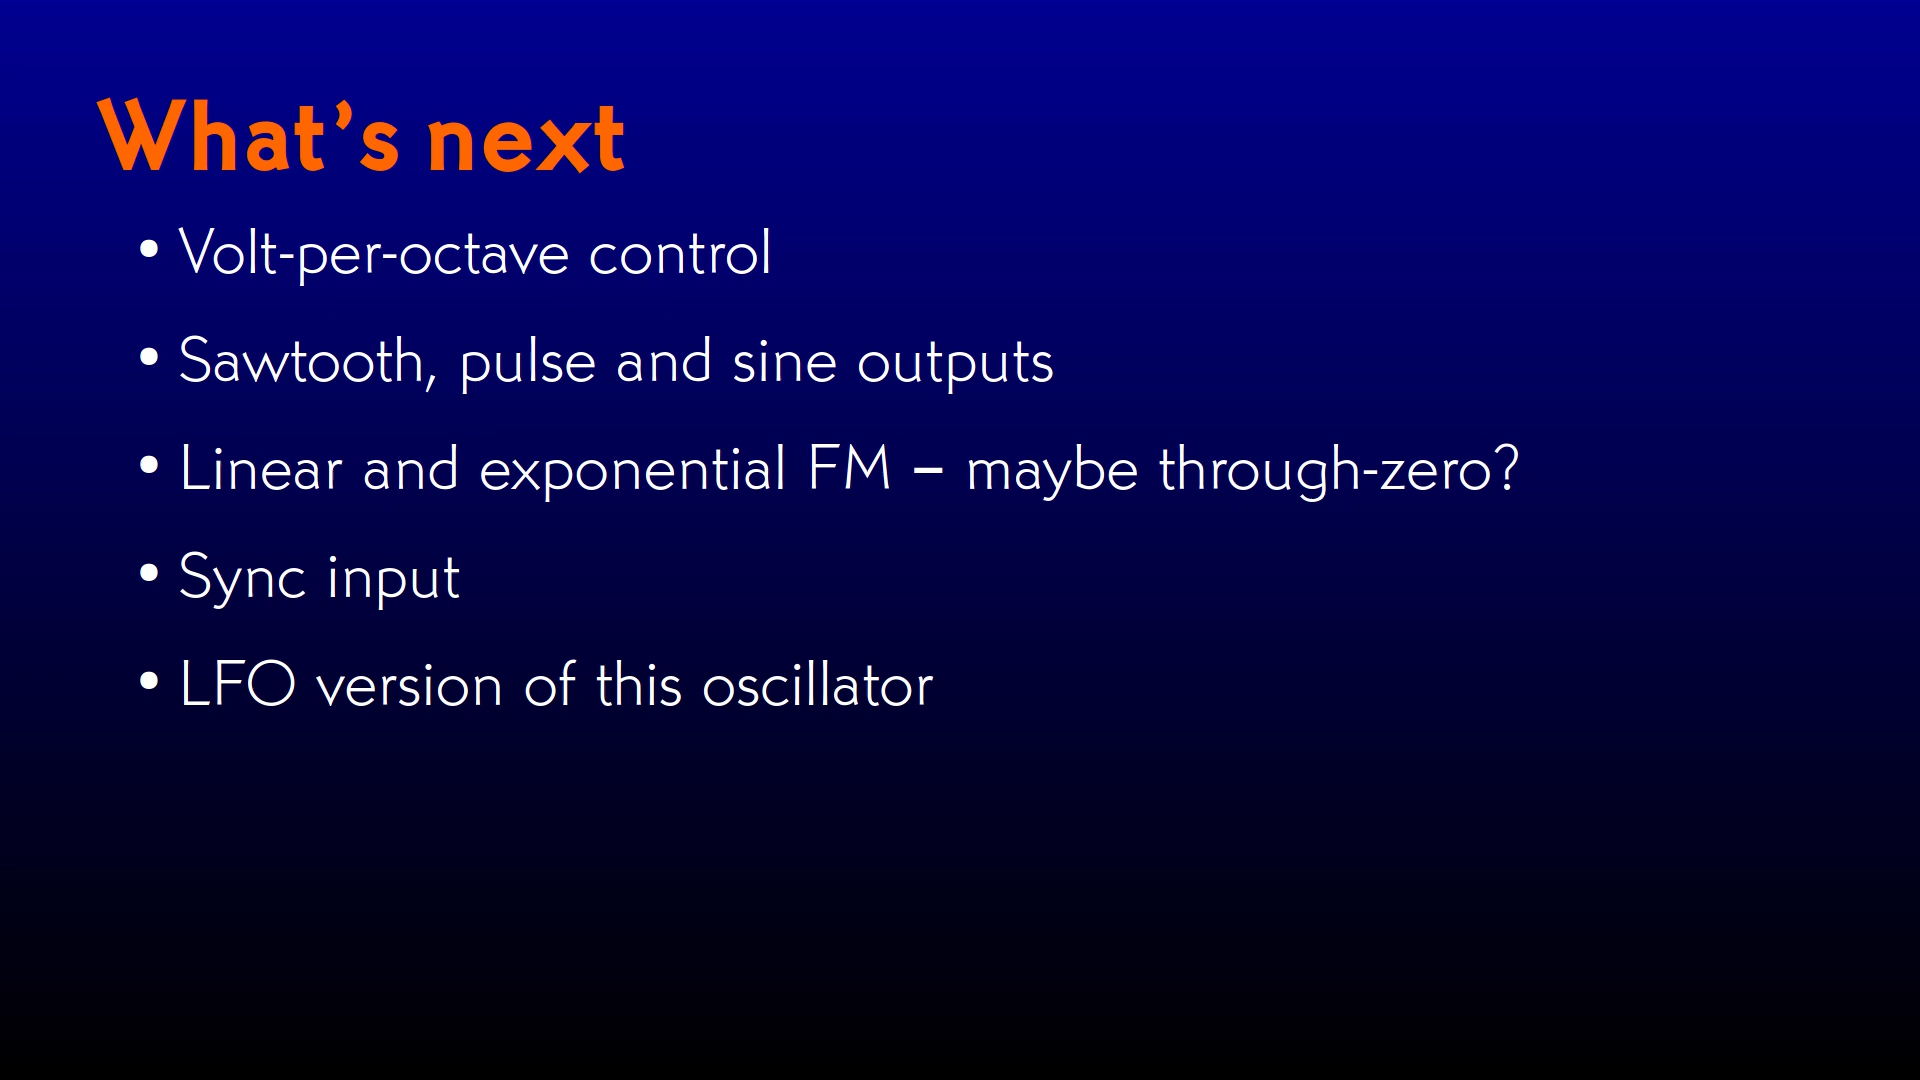 What’s next
• Volt-per-octave control
• Sawtooth, pulse and sine outputs
• Linear and exponential FM – maybe through-zero?
• Sync input
• LFO version of this oscillator